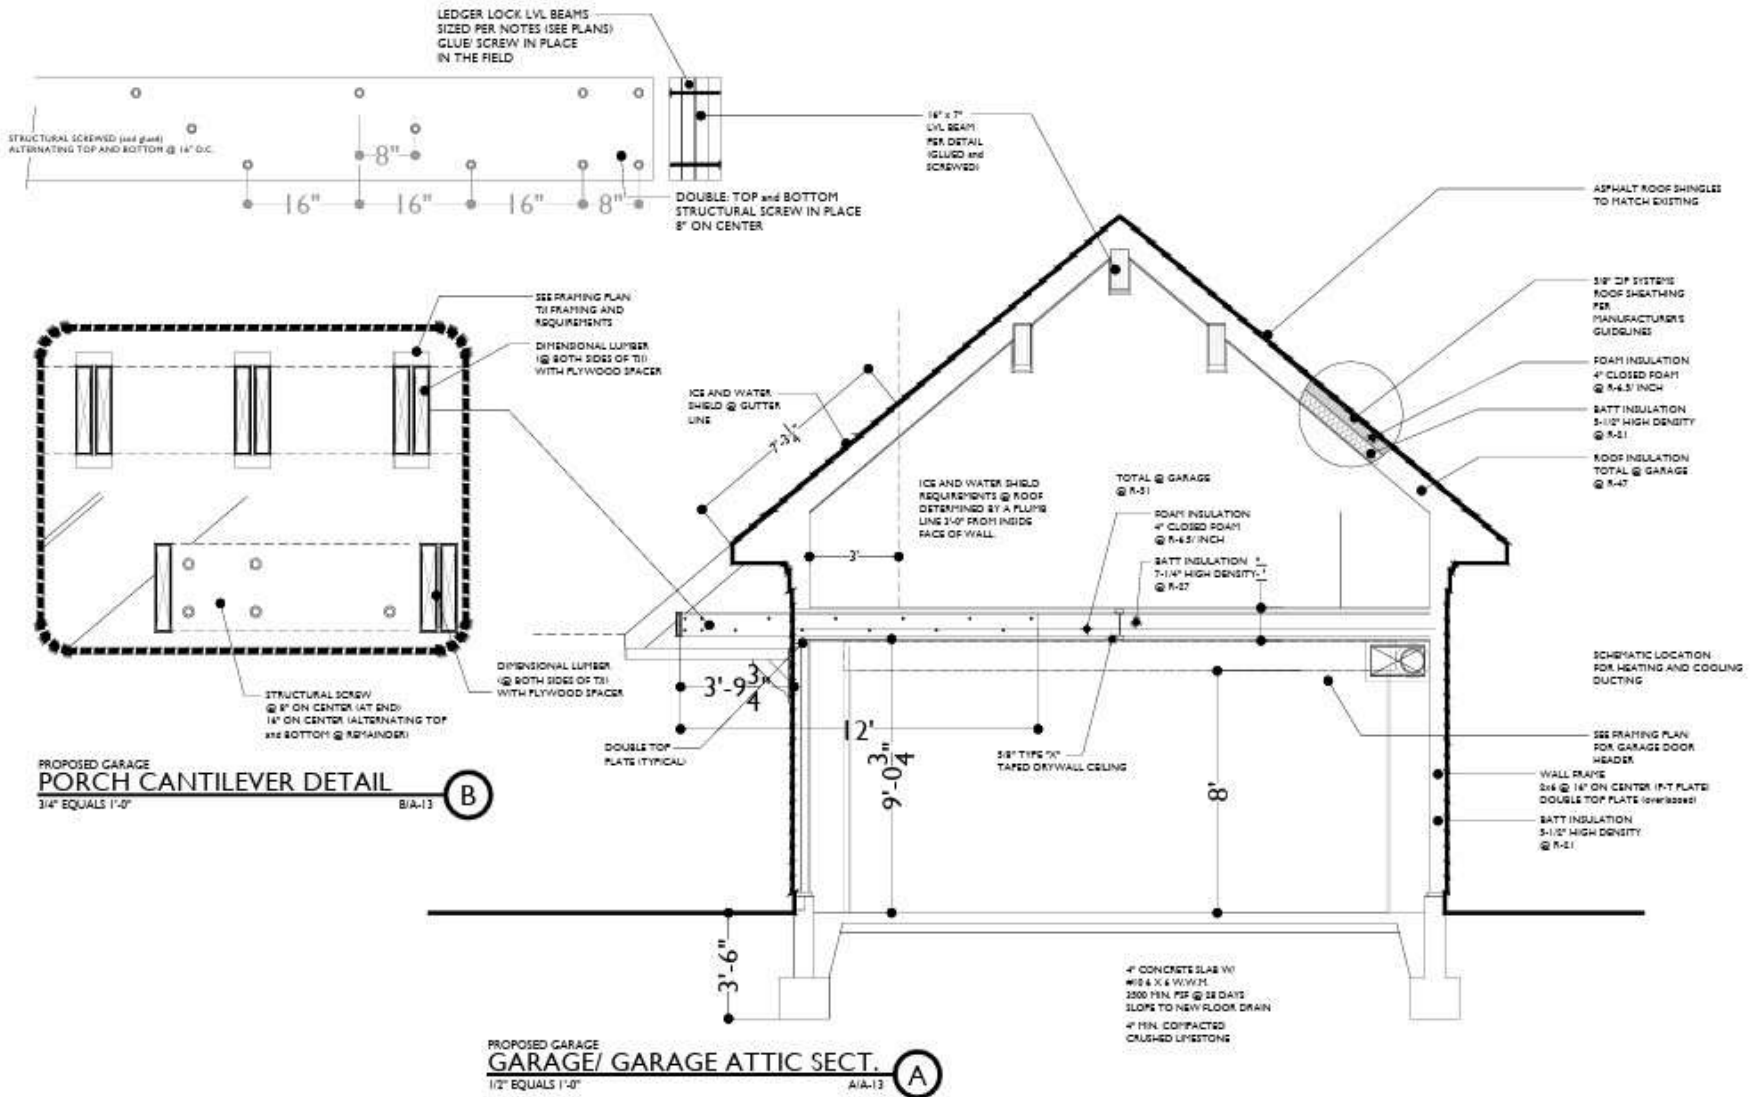 LEDGER LOCK LVL BEAMS
SIZED PER NOTES (SEE PLANS)
GLUE/ SCREW IN PLACE
IN THE FIELD
STRUCTURAL SCREWED (and glued)
ALTERNATING TOP AND BOTTOM @ 16" O.C.
8"
16"
16"
16"
8"
DOUBLE: TOP and BOTTOM
STRUCTURAL SCREW IN PLACE
8" ON CENTER
16" x 7"
LVL BEAM
PER DETAIL
(GLUED and
SCREWED)
ASPHALT ROOF SHINGLES
TO MATCH EXISTING
5/8" ZIP SYSTEMS
ROOF SHEATHING
PER
MANUFACTURERS
GUIDELINES
FOAM INSULATION
4" CLOSED FOAM
@ R-6.5/ INCH
BATT INSULATION
5-1/2" HIGH DENSITY
@ R-21
ROOF INSULATION
TOTAL @ GARAGE
@ R-47
SEE FRAMING PLAN
TJI FRAMING AND
REQUIREMENTS
DIMENSIONAL LUMBER
(@ BOTH SIDES OF TJI)
WITH PLYWOOD SPACER
ICE AND WATER
SHIELD @ GUTTER
LINE
7'-3 1/4"
ICE AND WATER SHIELD
REQUIREMENTS @ ROOF
DETERMINED BY A PLUMB
LINE 3'-0" FROM INSIDE
FACE OF WALL.
TOTAL @ GARAGE
@ R-51
FOAM INSULATION
4" CLOSED FOAM
@ R-6.5/ INCH
BATT INSULATION
7-1/4" HIGH DENSITY
@ R-27
3'
DIMENSIONAL LUMBER
(@ BOTH SIDES OF TJI)
WITH PLYWOOD SPACER
STRUCTURAL SCREW
@ 8" ON CENTER (AT END)
16" ON CENTER (ALTERNATING TOP
and BOTTOM @ REMAINDER)
3'-9 3/4"
12'
9'-0 3/4"
8'
DOUBLE TOP
PLATE (TYPICAL)
5/8" TYPE "X"
TAPED DRYWALL CEILING
SCHEMATIC LOCATION
FOR HEATING AND COOLING
DUCTING
SEE FRAMING PLAN
FOR GARAGE DOOR
HEADER
WALL FRAME
2x6 @ 16" ON CENTER (P-T PLATE)
DOUBLE TOP PLATE (overlapped)
BATT INSULATION
5-1/2" HIGH DENSITY
@ R-21
PROPOSED GARAGE
PORCH CANTILEVER DETAIL
3/4" EQUALS 1'-0"
B/A-13
B
3'-6"
4" CONCRETE SLAB W/
#10 6 X 6 W.W.M.
3500 MIN. PSF @ 28 DAYS
SLOPE TO NEW FLOOR DRAIN
4" MIN. COMPACTED
CRUSHED LIMESTONE
PROPOSED GARAGE
GARAGE/ GARAGE ATTIC SECT.
1/2" EQUALS 1'-0"
A/A-13
A